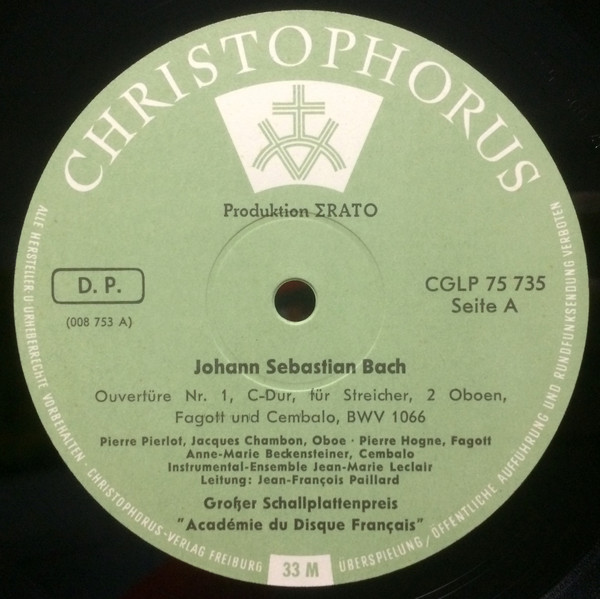 CHRISTOPHORUS
Produktion ΣRATO
D. P.
(008 753 A)
CGLP 75 735
Seite A
Johann Sebastian Bach
Ouvertüre Nr. 1, C-Dur, für Streicher, 2 Oboen,
Fagott und Cembalo, BWV 1066
Pierre Pierlot, Jacques Chambon, Oboe · Pierre Hogne, Fagott
Anne-Marie Beckensteiner, Cembalo
Instrumental-Ensemble Jean-Marie Leclair
Leitung: Jean-François Paillard
Großer Schallplattenpreis
"Académie du Disque Français"
33 M
ALLE HERSTELLER- U. URHEBERRECHTE VORBEHALTEN · CHRISTOPHORUS-VERLAG FREIBURG
ÜBERSPIELUNG / ÖFFENTLICHE AUFFÜHRUNG UND RUNDFUNKSENDUNG VERBOTEN